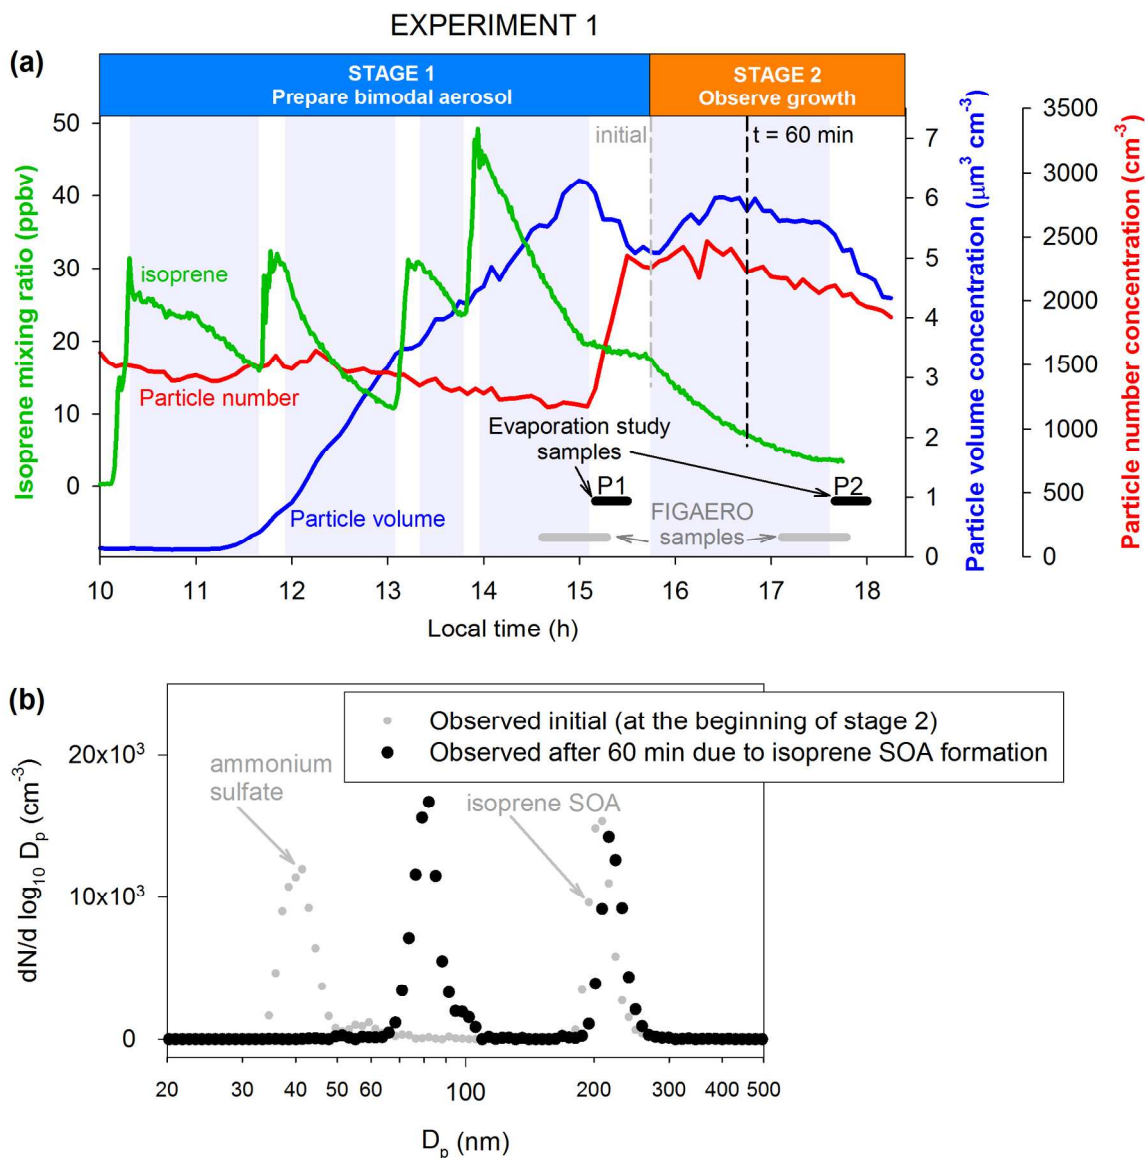 EXPERIMENT 1
(a)
STAGE 1
Prepare bimodal aerosol
STAGE 2
Observe growth
Isoprene mixing ratio (ppbv)
50
40
30
20
10
0
initial
t = 60 min
isoprene
Particle number
Particle volume
Evaporation study
samples
P1
P2
FIGAERO
samples
7
6
5
4
3
2
1
0
Particle volume concentration (μm³ cm⁻³)
3500
3000
2500
2000
1500
1000
500
0
Particle number concentration (cm⁻³)
10 11 12 13 14 15 16 17 18
Local time (h)
(b)
Observed initial (at the beginning of stage 2)
Observed after 60 min due to isoprene SOA formation
ammonium
sulfate
isoprene SOA
dN/d log₁₀ Dₚ (cm⁻³)
20x10³
10x10³
0
20 30 40 50 60 100 200 300 400 500
Dₚ (nm)